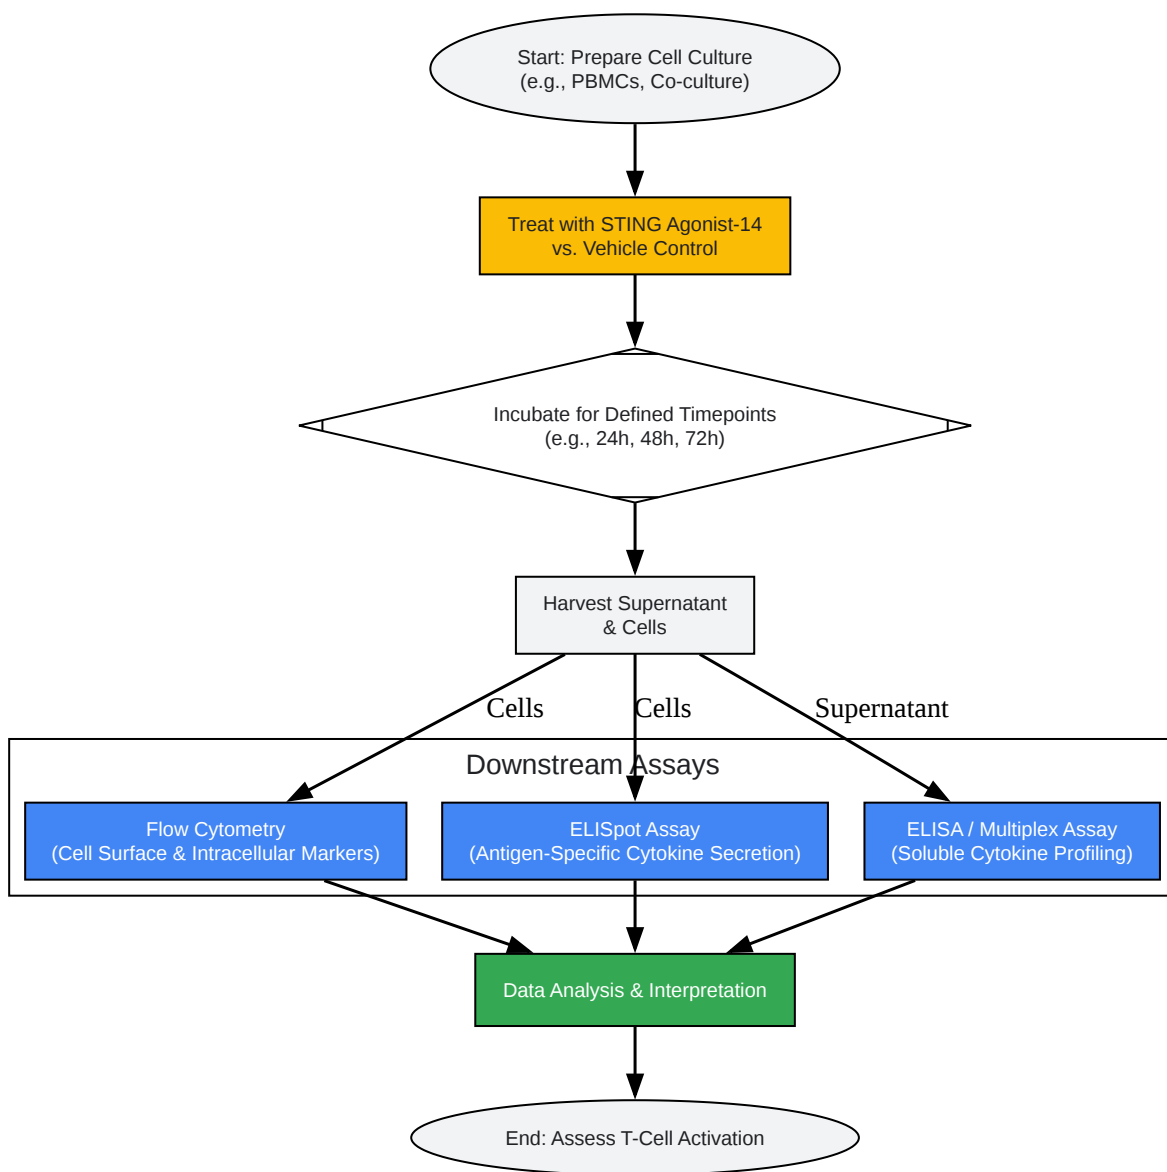 Start: Prepare Cell Culture
(e.g., PBMCs, Co-culture)
Treat with STING Agonist-14
vs. Vehicle Control
Incubate for Defined Timepoints
(e.g., 24h, 48h, 72h)
Harvest Supernatant
& Cells
Cells
Cells
Supernatant
Downstream Assays
Flow Cytometry
(Cell Surface & Intracellular Markers)
ELISpot Assay
(Antigen-Specific Cytokine Secretion)
ELISA / Multiplex Assay
(Soluble Cytokine Profiling)
Data Analysis & Interpretation
End: Assess T-Cell Activation